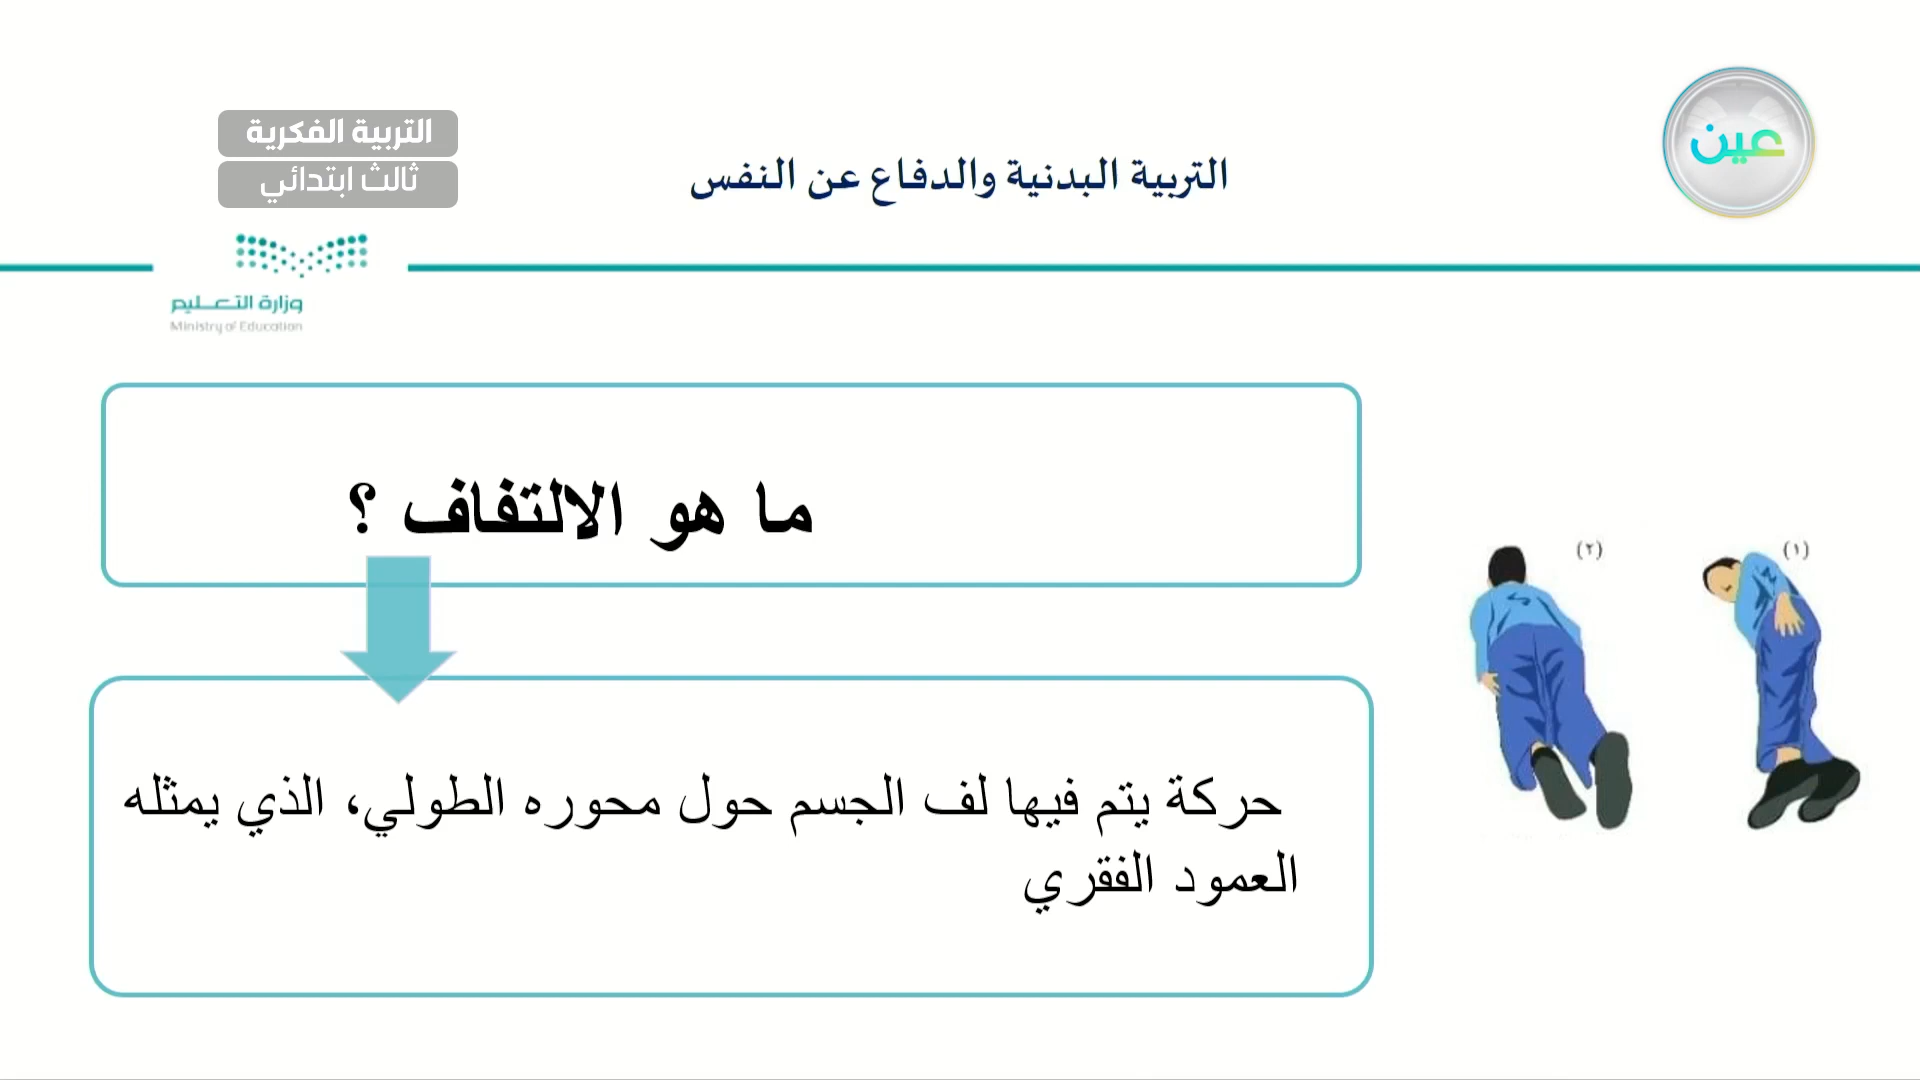 التربية الفكرية
ثالث ابتدائي
عين
التربية البدنية والدفاع عن النفس
وزارة التعليم
Ministry of Education
ما هو الالتفاف ؟
حركة يتم فيها لف الجسم حول محوره الطولي، الذي يمثله
العمود الفقري
(١)
(٢)